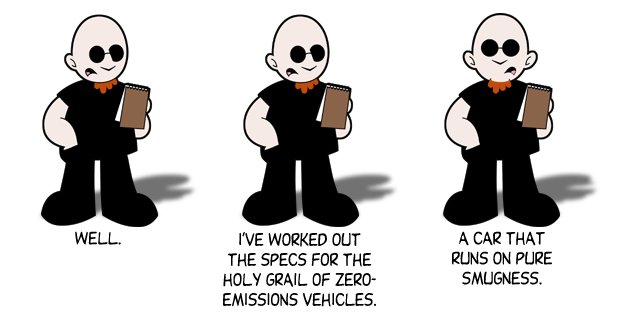 WELL.
I'VE WORKED OUT
THE SPECS FOR THE
HOLY GRAIL OF ZERO-
EMISSIONS VEHICLES.
A CAR THAT
RUNS ON PURE
SMUGNESS.